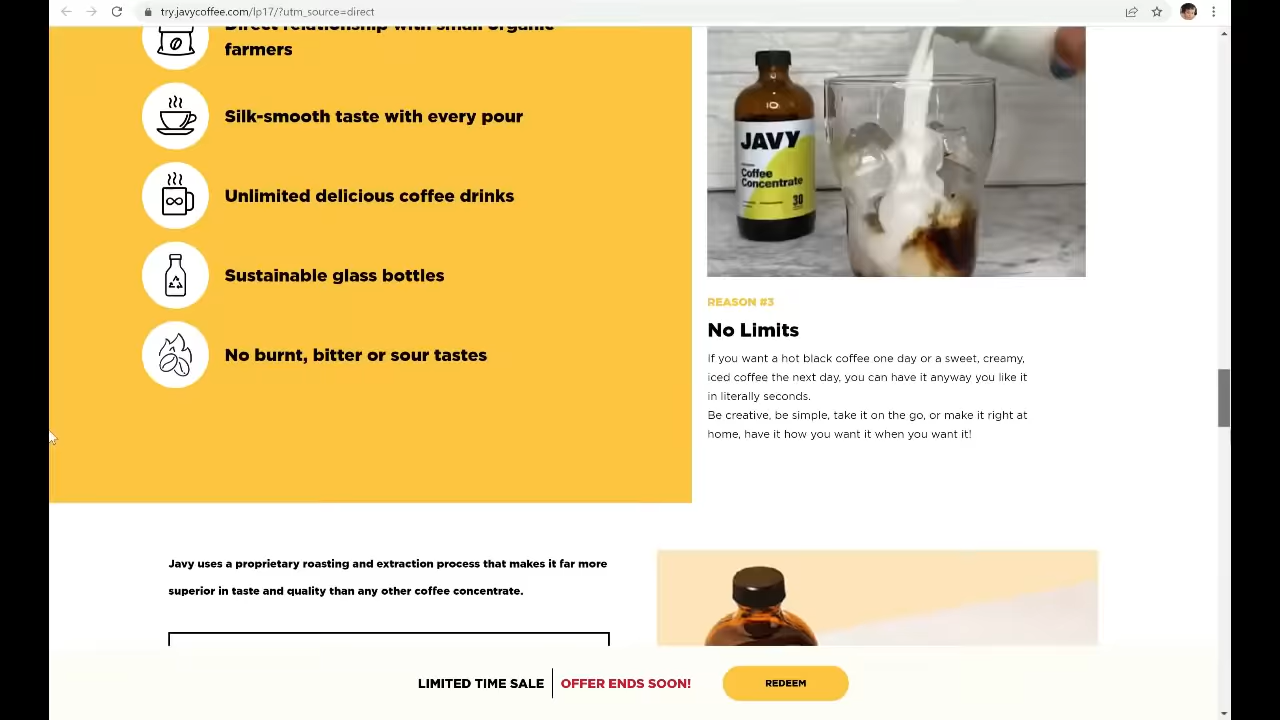 try.javycoffee.com/lp17/?utm_source=direct
Direct relationship with small organic
farmers
Silk-smooth taste with every pour
Unlimited delicious coffee drinks
Sustainable glass bottles
No burnt, bitter or sour tastes
JAVY
Coffee
Concentrate
30
REASON #3
No Limits
If you want a hot black coffee one day or a sweet, creamy,
iced coffee the next day, you can have it anyway you like it
in literally seconds.
Be creative, be simple, take it on the go, or make it right at
home, have it how you want it when you want it!
Javy uses a proprietary roasting and extraction process that makes it far more
superior in taste and quality than any other coffee concentrate.
LIMITED TIME SALE
OFFER ENDS SOON!
REDEEM